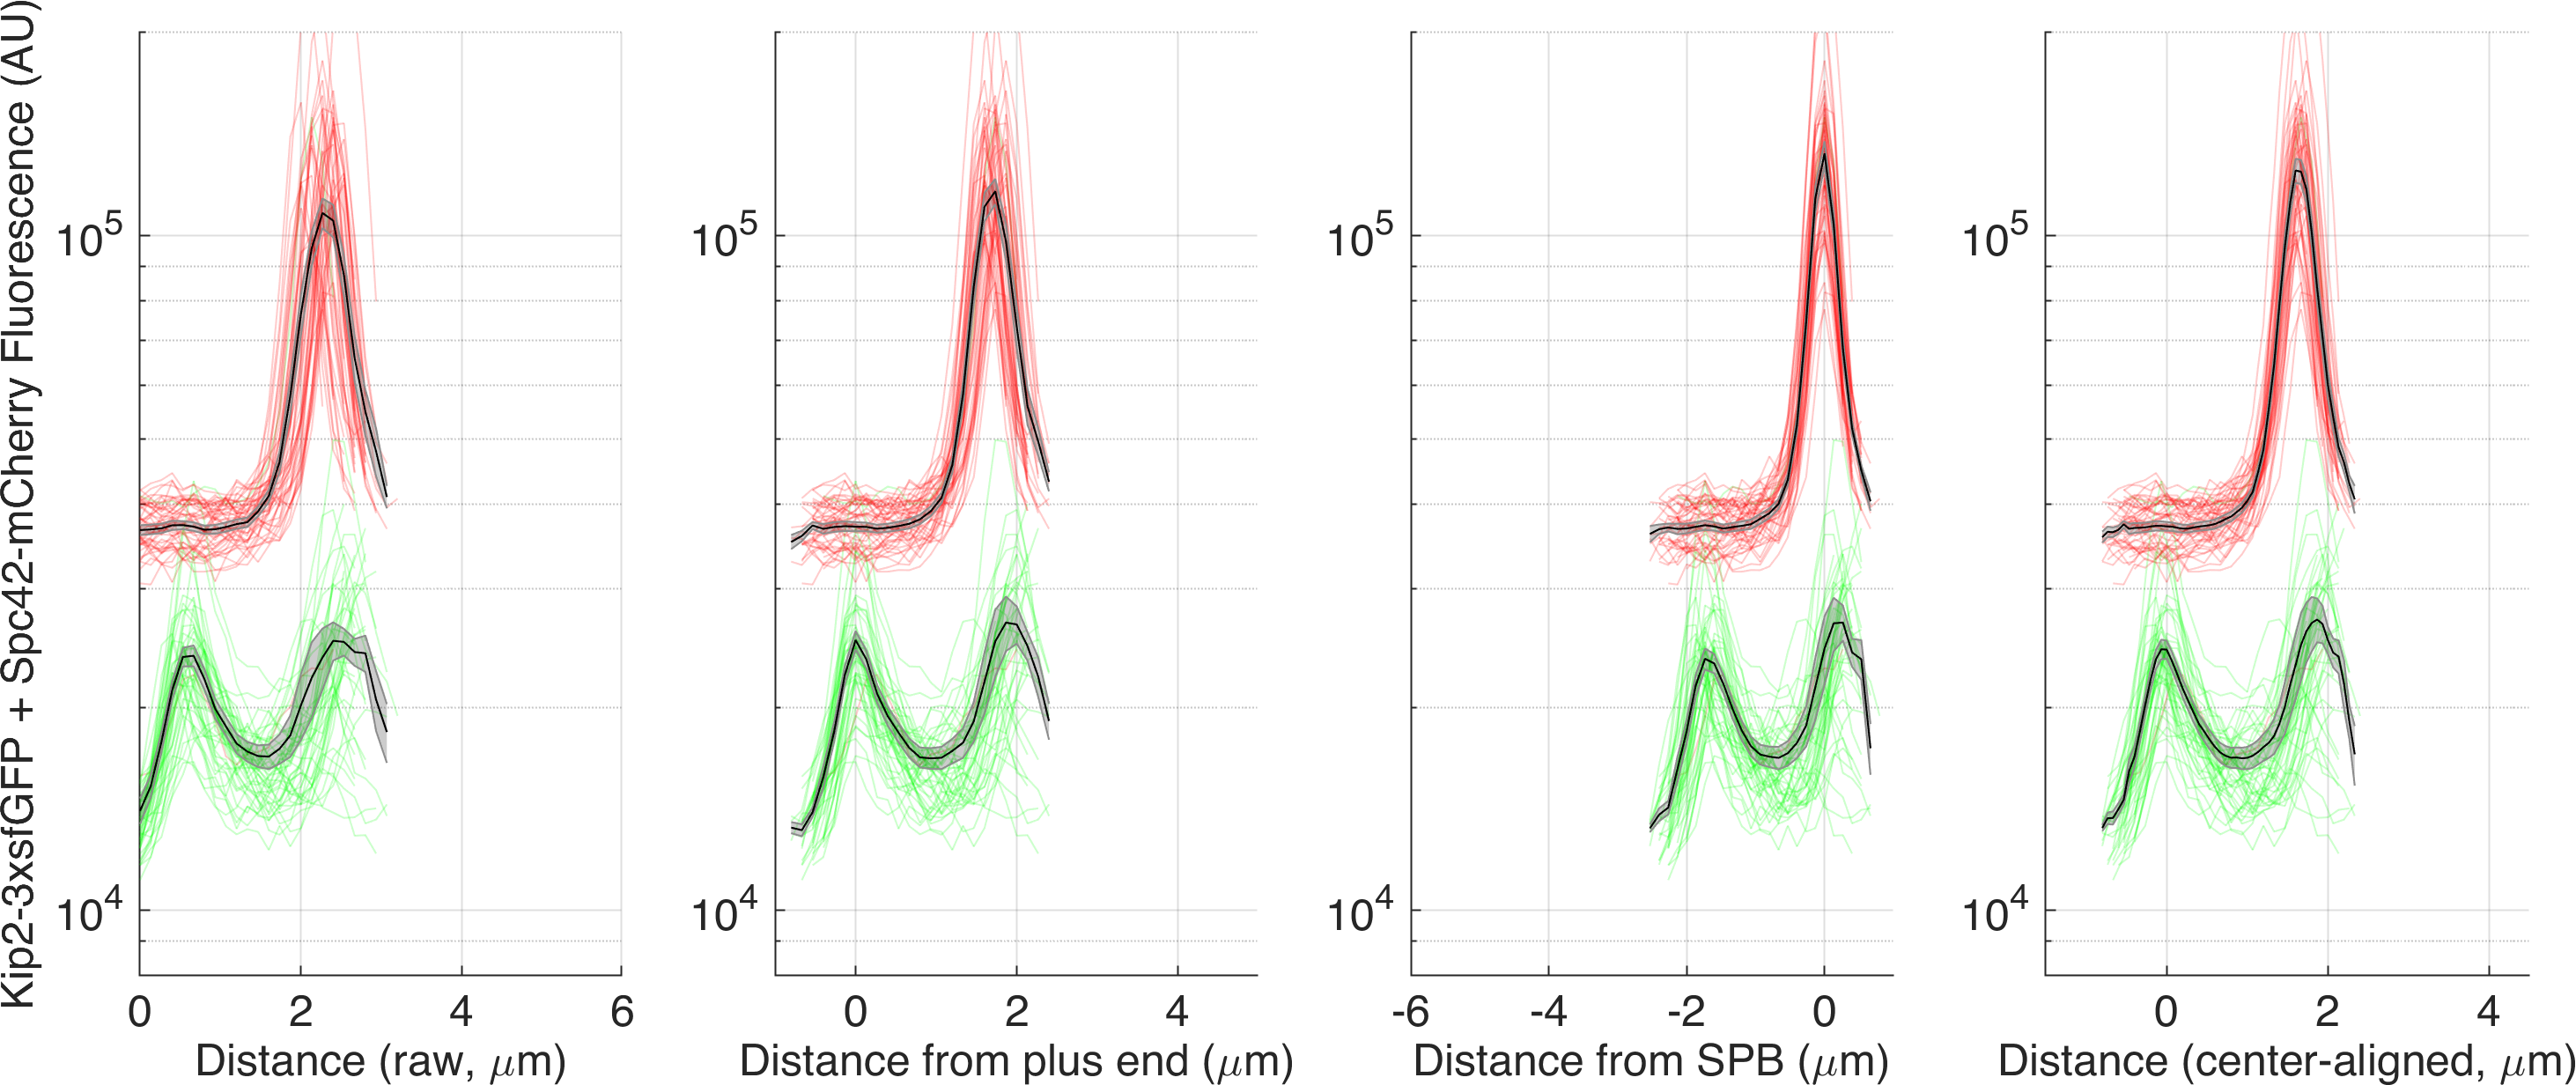 Kip2-3xsfGFP + Spc42-mCherry Fluorescence (AU)
10^5
10^4
0 2 4 6
Distance (raw, μm)
10^5
10^4
0 2 4
Distance from plus end (μm)
10^5
10^4
-6 -4 -2 0
Distance from SPB (μm)
10^5
10^4
0 2 4
Distance (center-aligned, μm)